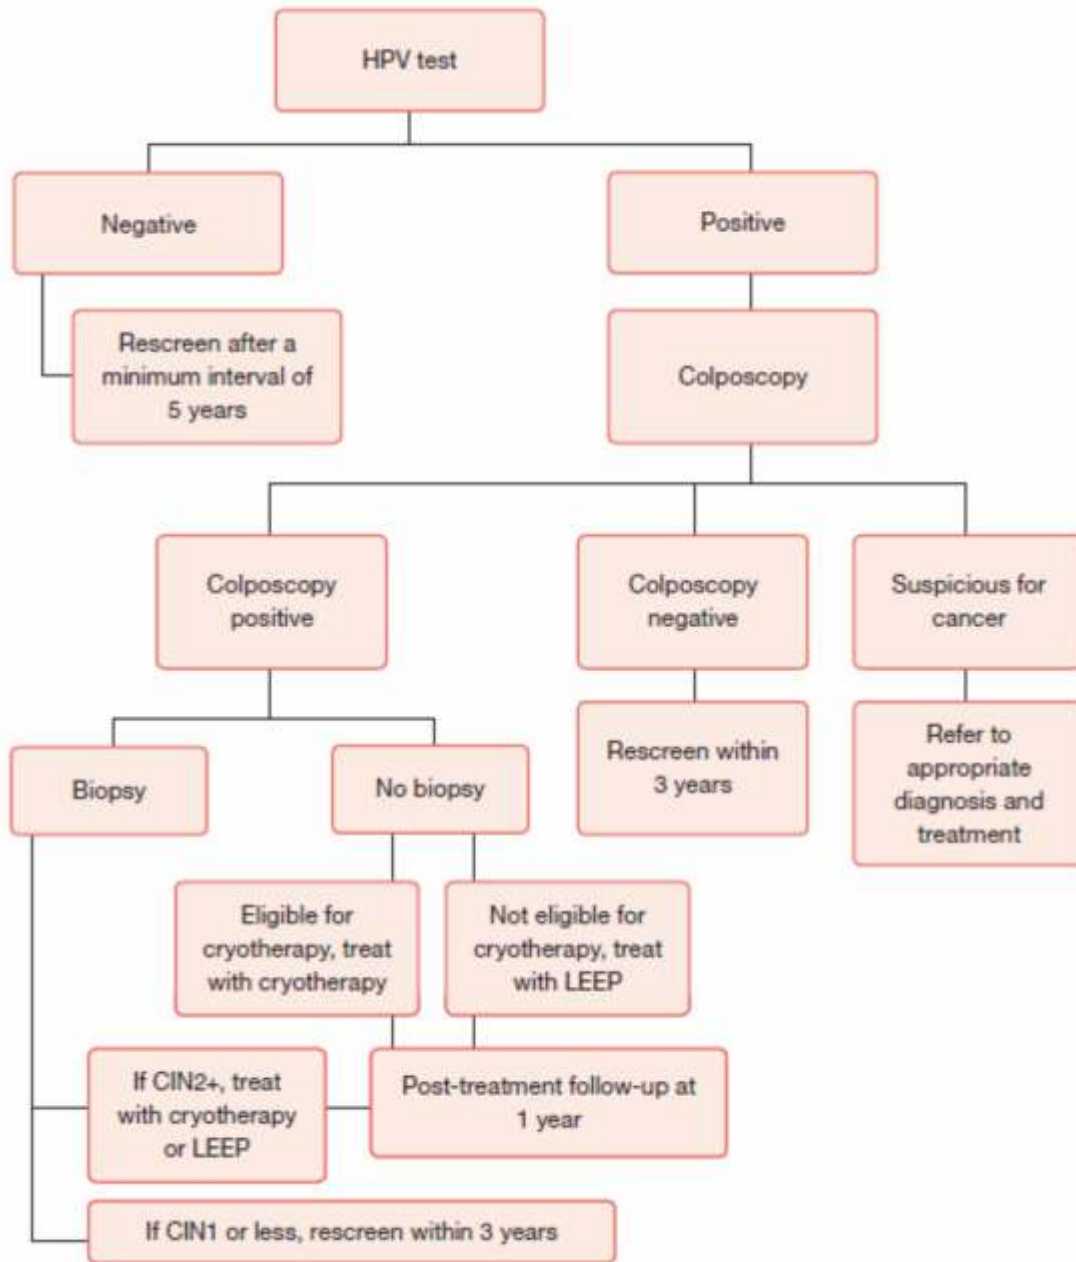 HPV test
Negative
Positive
Rescreen after a
minimum interval of
5 years
Colposcopy
Colposcopy
positive
Colposcopy
negative
Suspicious for
cancer
Biopsy
No biopsy
Rescreen within
3 years
Refer to
appropriate
diagnosis and
treatment
Eligible for
cryotherapy, treat
with cryotherapy
Not eligible for
cryotherapy, treat
with LEEP
If CIN2+, treat
with cryotherapy
or LEEP
Post-treatment follow-up at
1 year
If CIN1 or less, rescreen within 3 years